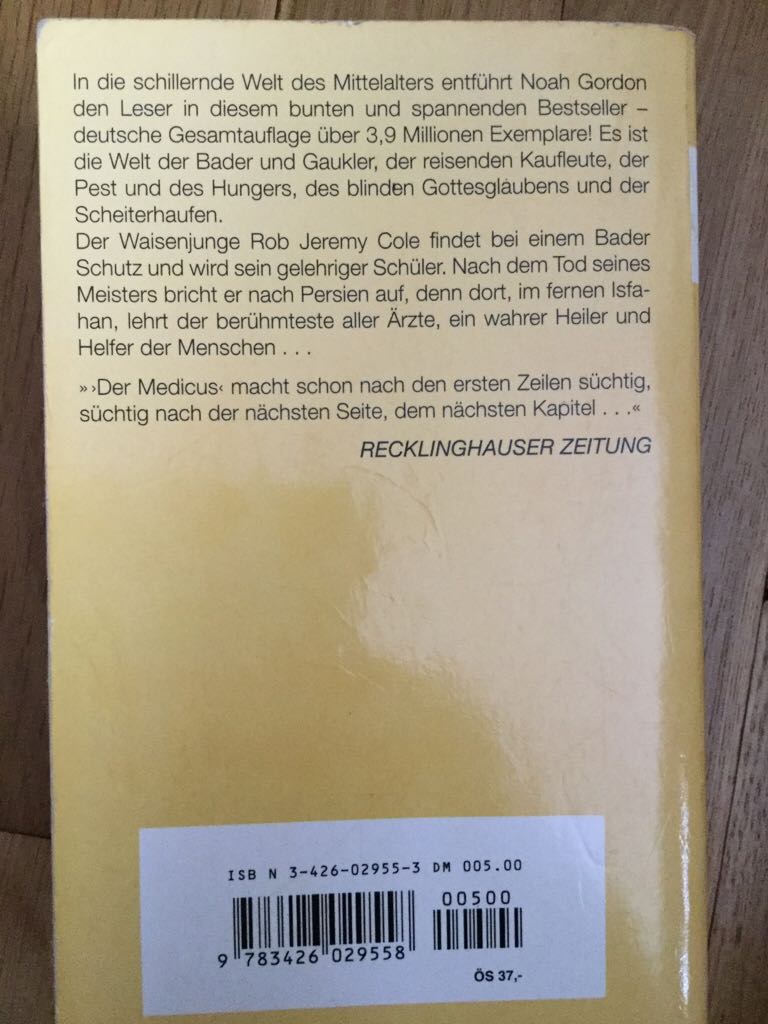 In die schillernde Welt des Mittelalters entführt Noah Gordon
den Leser in diesem bunten und spannenden Bestseller –
deutsche Gesamtauflage über 3,9 Millionen Exemplare! Es ist
die Welt der Bader und Gaukler, der reisenden Kaufleute, der
Pest und des Hungers, des blinden Gottesglaubens und der
Scheiterhaufen.
Der Waisenjunge Rob Jeremy Cole findet bei einem Bader
Schutz und wird sein gelehriger Schüler. Nach dem Tod seines
Meisters bricht er nach Persien auf, denn dort, im fernen Isfa-
han, lehrt der berühmteste aller Ärzte, ein wahrer Heiler und
Helfer der Menschen . . .
»›Der Medicus‹ macht schon nach den ersten Zeilen süchtig,
süchtig nach der nächsten Seite, dem nächsten Kapitel . . .«
RECKLINGHAUSER ZEITUNG
ISB N 3-426-02955-3 DM 005.00
00500
9 783426 029558
ÖS 37,-